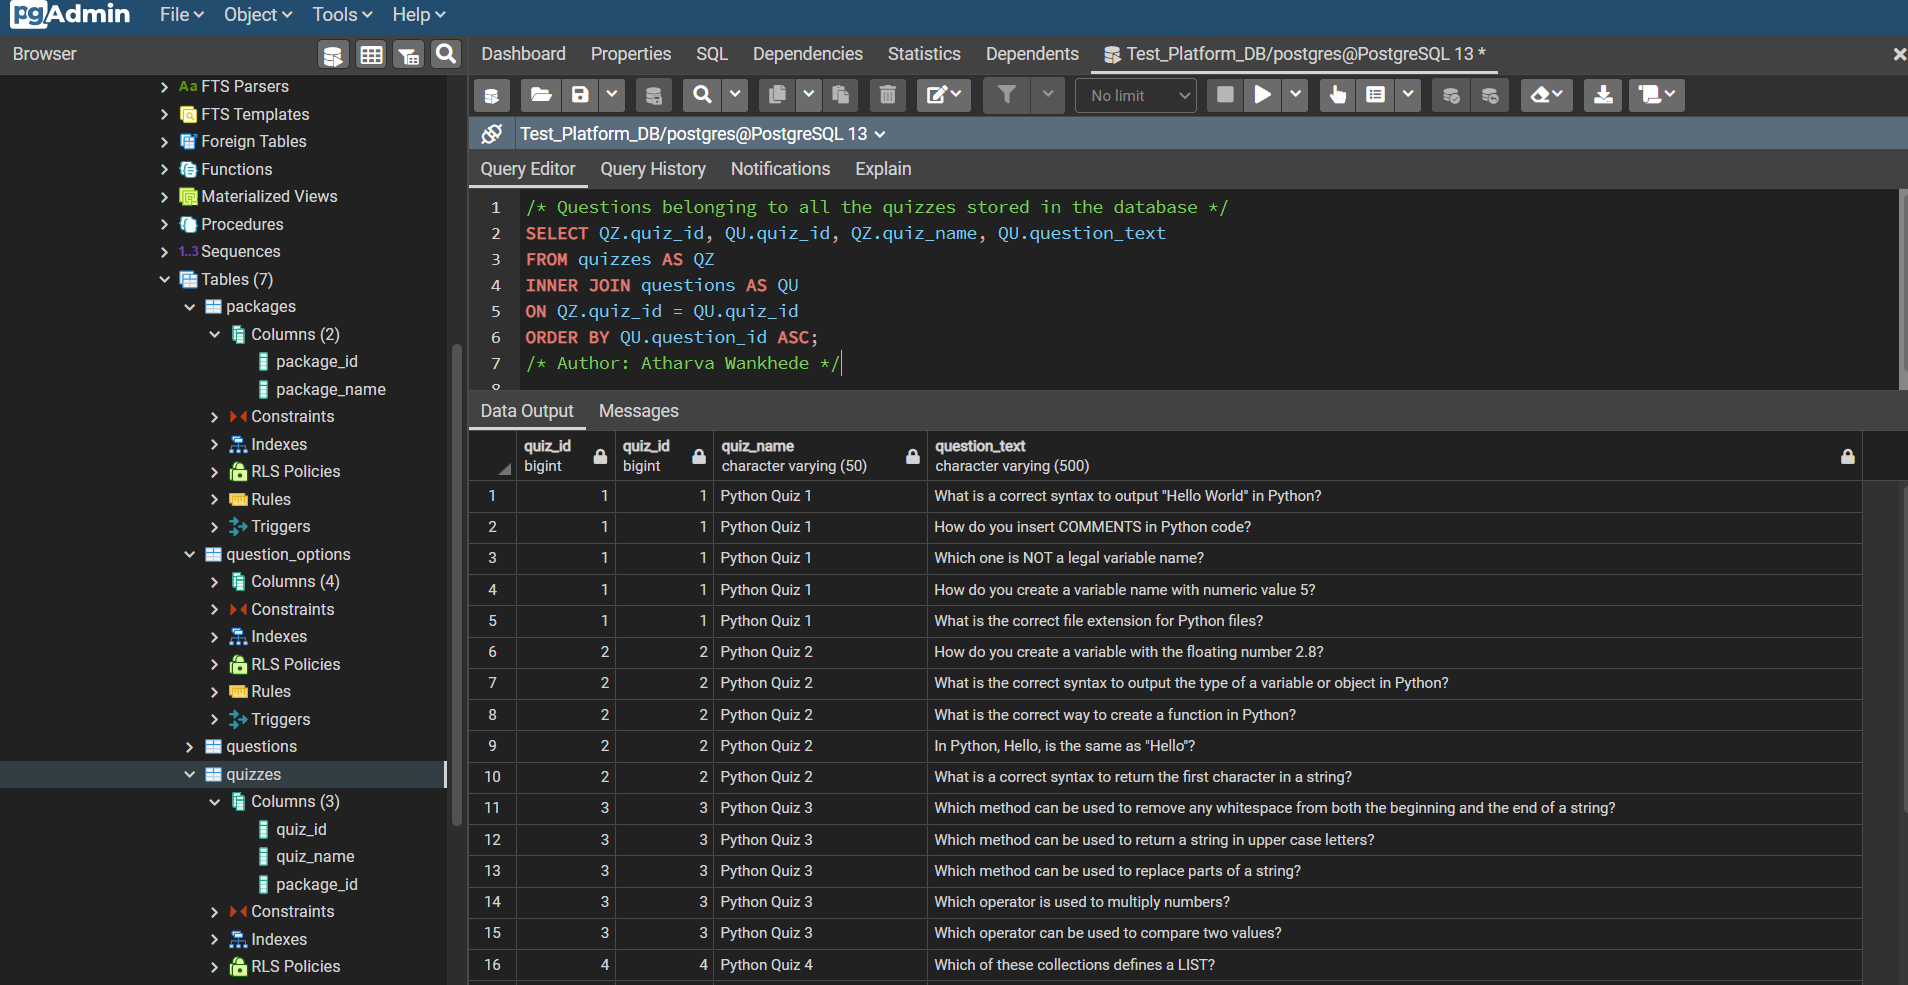 pgAdmin File Object Tools Help
Browser
Dashboard Properties SQL Dependencies Statistics Dependents Test_Platform_DB/postgres@PostgreSQL 13 *
No limit
Test_Platform_DB/postgres@PostgreSQL 13
Query Editor Query History Notifications Explain
Aa FTS Parsers
FTS Templates
Foreign Tables
Functions
Materialized Views
Procedures
1..3 Sequences
Tables (7)
packages
Columns (2)
package_id
package_name
Constraints
Indexes
RLS Policies
Rules
Triggers
question_options
Columns (4)
Constraints
Indexes
RLS Policies
Rules
Triggers
questions
quizzes
Columns (3)
quiz_id
quiz_name
package_id
Constraints
Indexes
RLS Policies
1 /* Questions belonging to all the quizzes stored in the database */
2 SELECT QZ.quiz_id, QU.quiz_id, QZ.quiz_name, QU.question_text
3 FROM quizzes AS QZ
4 INNER JOIN questions AS QU
5 ON QZ.quiz_id = QU.quiz_id
6 ORDER BY QU.question_id ASC;
7 /* Author: Atharva Wankhede */
8
Data Output Messages
quiz_id quiz_id quiz_name question_text
bigint bigint character varying (50) character varying (500)
1 1 1 Python Quiz 1 What is a correct syntax to output "Hello World" in Python?
2 1 1 Python Quiz 1 How do you insert COMMENTS in Python code?
3 1 1 Python Quiz 1 Which one is NOT a legal variable name?
4 1 1 Python Quiz 1 How do you create a variable name with numeric value 5?
5 1 1 Python Quiz 1 What is the correct file extension for Python files?
6 2 2 Python Quiz 2 How do you create a variable with the floating number 2.8?
7 2 2 Python Quiz 2 What is the correct syntax to output the type of a variable or object in Python?
8 2 2 Python Quiz 2 What is the correct way to create a function in Python?
9 2 2 Python Quiz 2 In Python, Hello, is the same as "Hello"?
10 2 2 Python Quiz 2 What is a correct syntax to return the first character in a string?
11 3 3 Python Quiz 3 Which method can be used to remove any whitespace from both the beginning and the end of a string?
12 3 3 Python Quiz 3 Which method can be used to return a string in upper case letters?
13 3 3 Python Quiz 3 Which method can be used to replace parts of a string?
14 3 3 Python Quiz 3 Which operator is used to multiply numbers?
15 3 3 Python Quiz 3 Which operator can be used to compare two values?
16 4 4 Python Quiz 4 Which of these collections defines a LIST?